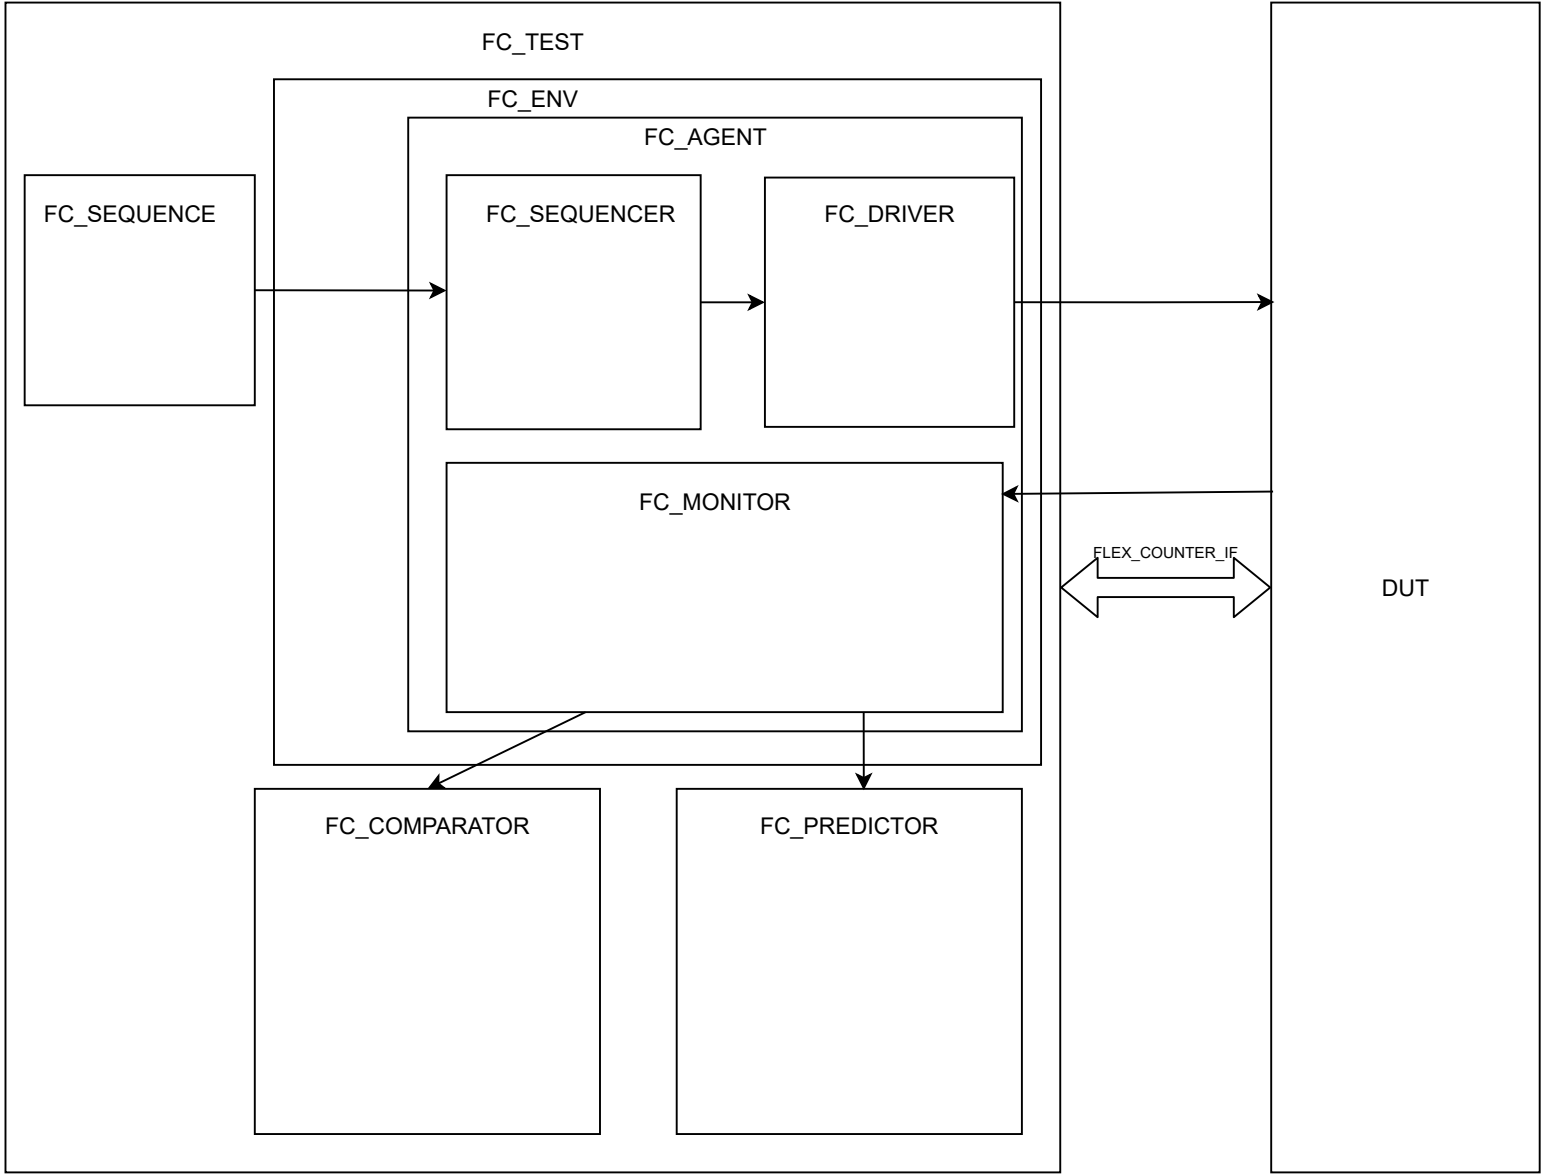 FC_TEST
FC_ENV
FC_AGENT
FC_SEQUENCE
FC_SEQUENCER
FC_DRIVER
FC_MONITOR
FLEX_COUNTER_IF
DUT
FC_COMPARATOR
FC_PREDICTOR